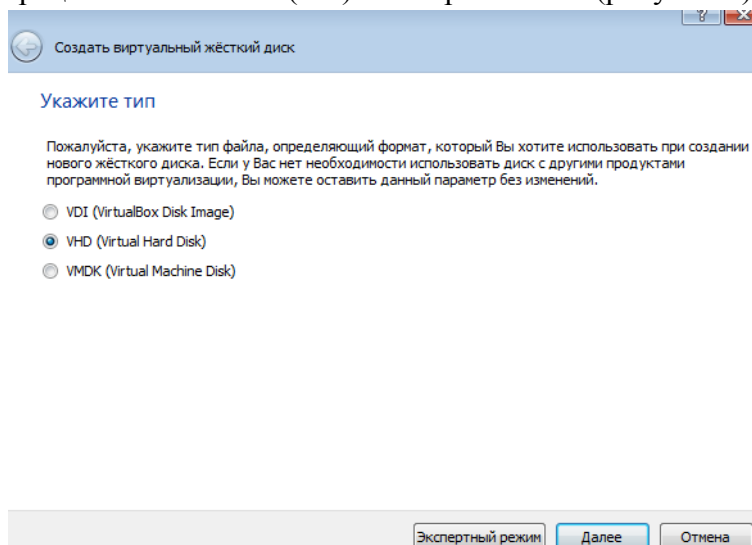 Создать виртуальный жёсткий диск
Укажите тип
Пожалуйста, укажите тип файла, определяющий формат, который Вы хотите использовать при создании
нового жёсткого диска. Если у Вас нет необходимости использовать диск с другими продуктами
программной виртуализации, Вы можете оставить данный параметр без изменений.
VDI (VirtualBox Disk Image)
VHD (Virtual Hard Disk)
VMDK (Virtual Machine Disk)
Экспертный режим Далее Отмена